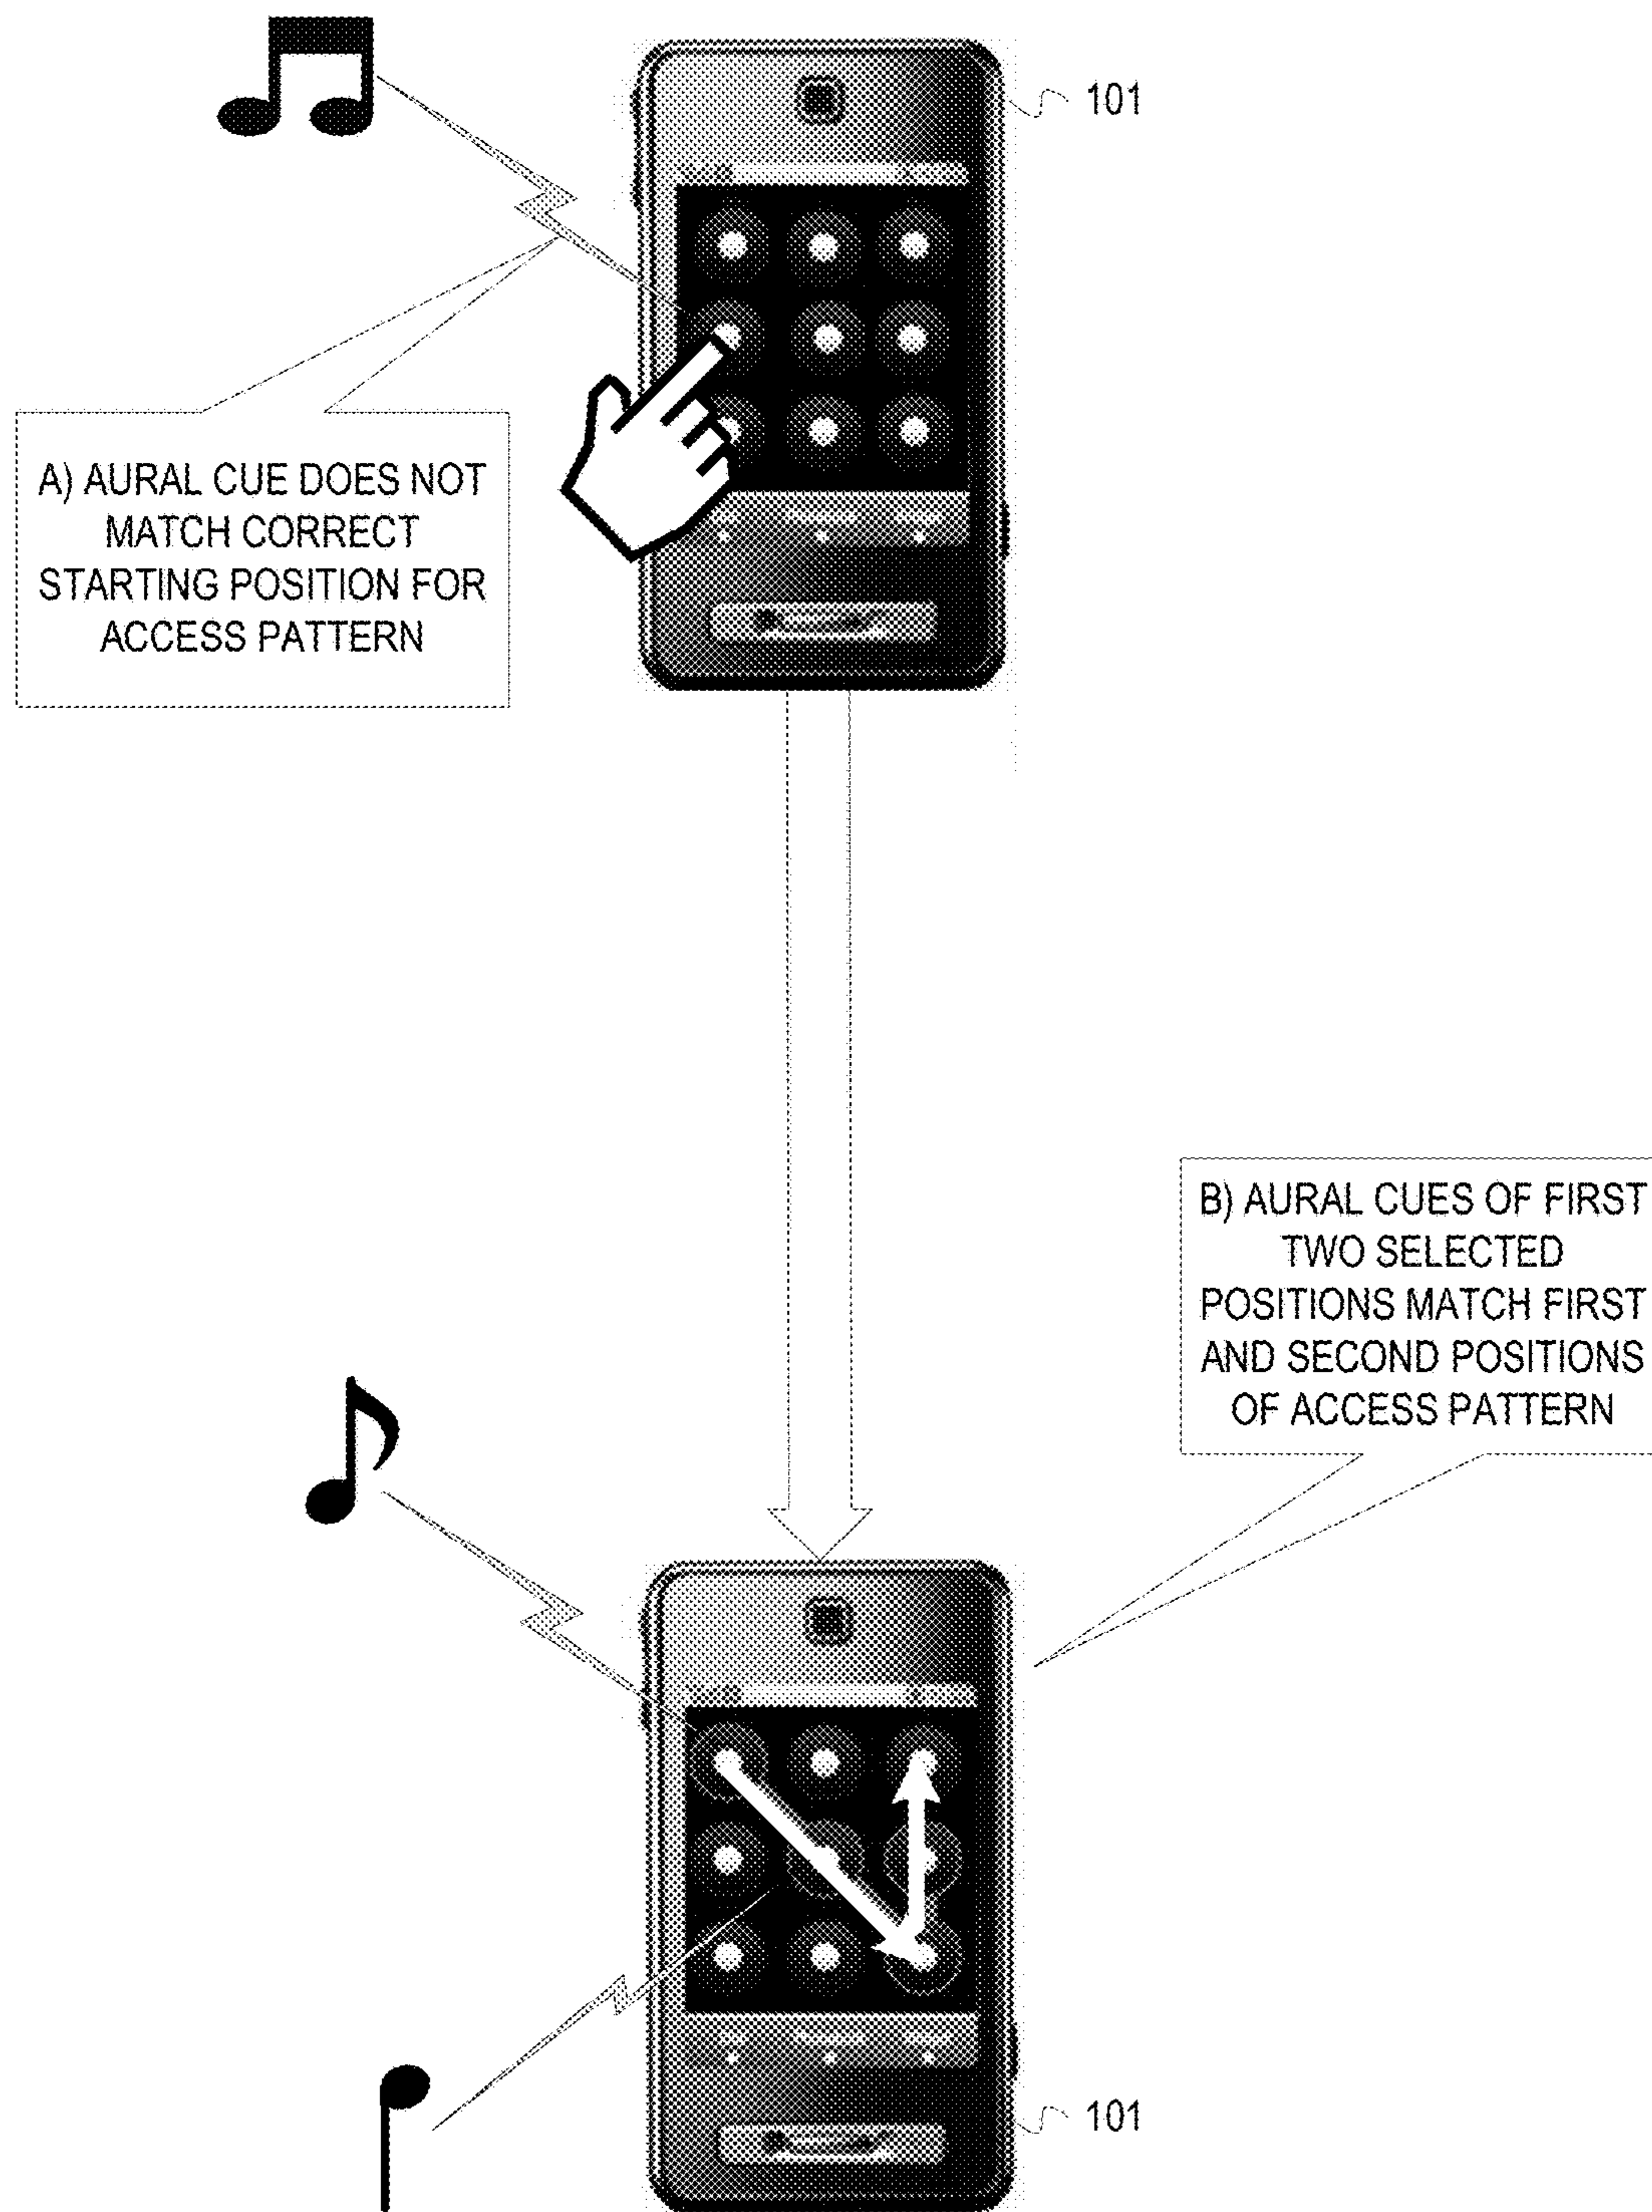 101
A) AURAL CUE DOES NOT
MATCH CORRECT
STARTING POSITION FOR
ACCESS PATTERN
B) AURAL CUES OF FIRST
TWO SELECTED
POSITIONS MATCH FIRST
AND SECOND POSITIONS
OF ACCESS PATTERN
101